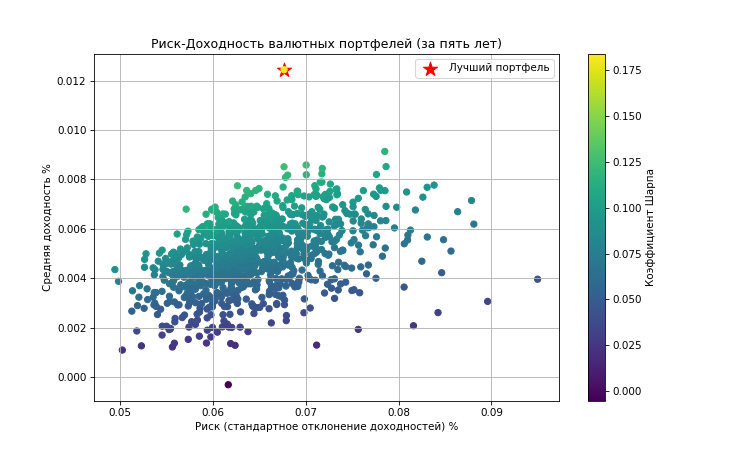 Риск-Доходность валютных портфелей (за пять лет)
Лучший портфель
Средняя доходность %
0.012
0.010
0.008
0.006
0.004
0.002
0.000
0.05 0.06 0.07 0.08 0.09
Риск (стандартное отклонение доходностей) %
0.175
0.150
0.125
0.100
0.075
0.050
0.025
0.000
Коэффициент Шарпа